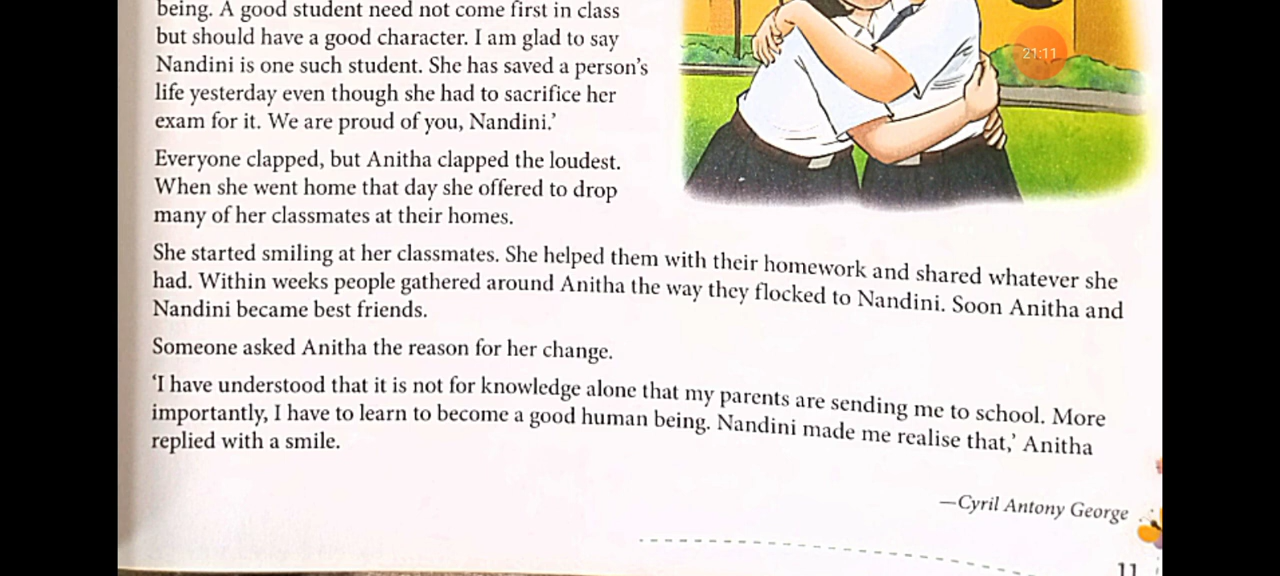 being. A good student need not come first in class
but should have a good character. I am glad to say
Nandini is one such student. She has saved a person's
life yesterday even though she had to sacrifice her
exam for it. We are proud of you, Nandini.'
Everyone clapped, but Anitha clapped the loudest.
When she went home that day she offered to drop
many of her classmates at their homes.
She started smiling at her classmates. She helped them with their homework and shared whatever she
had. Within weeks people gathered around Anitha the way they flocked to Nandini. Soon Anitha and
Nandini became best friends.
Someone asked Anitha the reason for her change.
'I have understood that it is not for knowledge alone that my parents are sending me to school. More
importantly, I have to learn to become a good human being. Nandini made me realise that,' Anitha
replied with a smile.
—Cyril Antony George
11
21:11